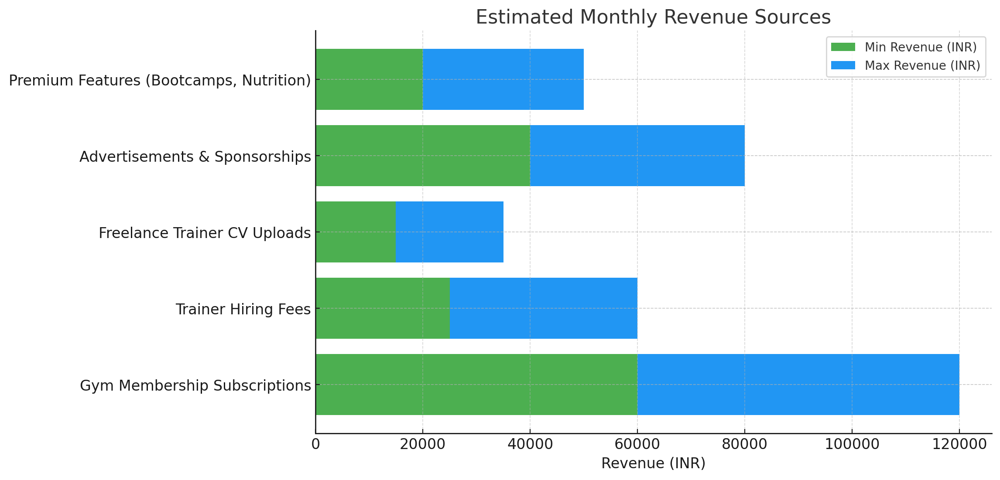 Estimated Monthly Revenue Sources
Min Revenue (INR)
Max Revenue (INR)
Premium Features (Bootcamps, Nutrition)
Advertisements & Sponsorships
Freelance Trainer CV Uploads
Trainer Hiring Fees
Gym Membership Subscriptions
0 20000 40000 60000 80000 100000 120000
Revenue (INR)